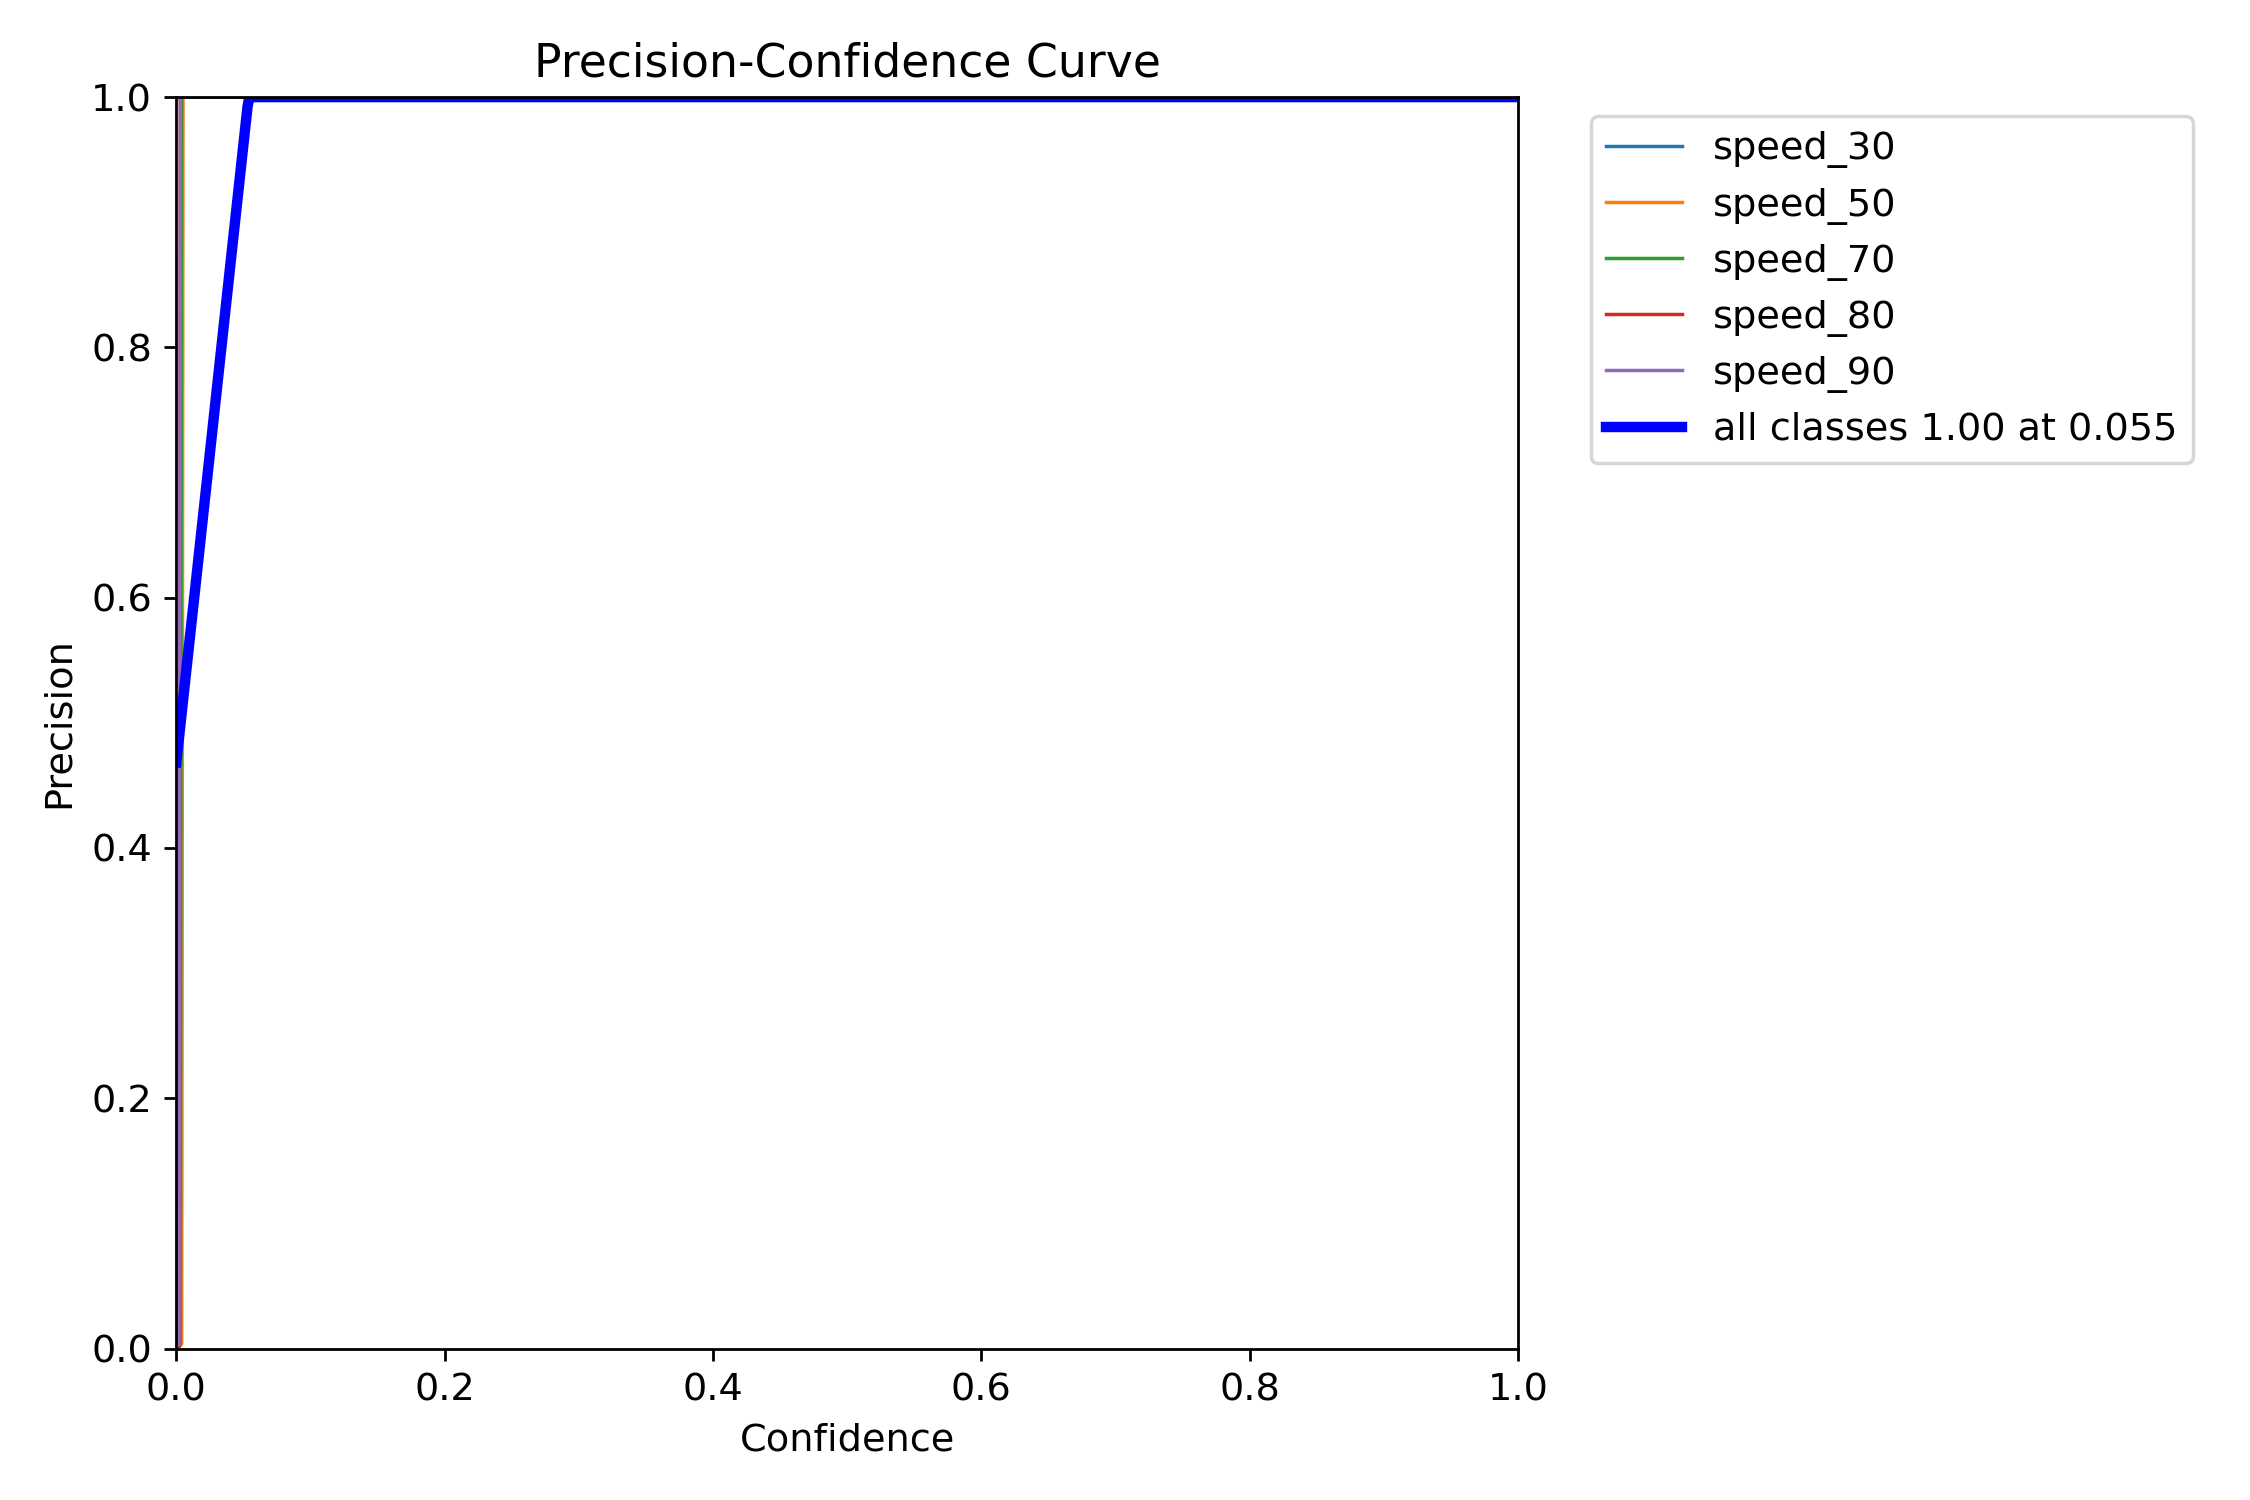 Precision-Confidence Curve
1.0
0.8
0.6
0.4
0.2
0.0
Precision
0.0 0.2 0.4 0.6 0.8 1.0
Confidence
speed_30
speed_50
speed_70
speed_80
speed_90
all classes 1.00 at 0.055